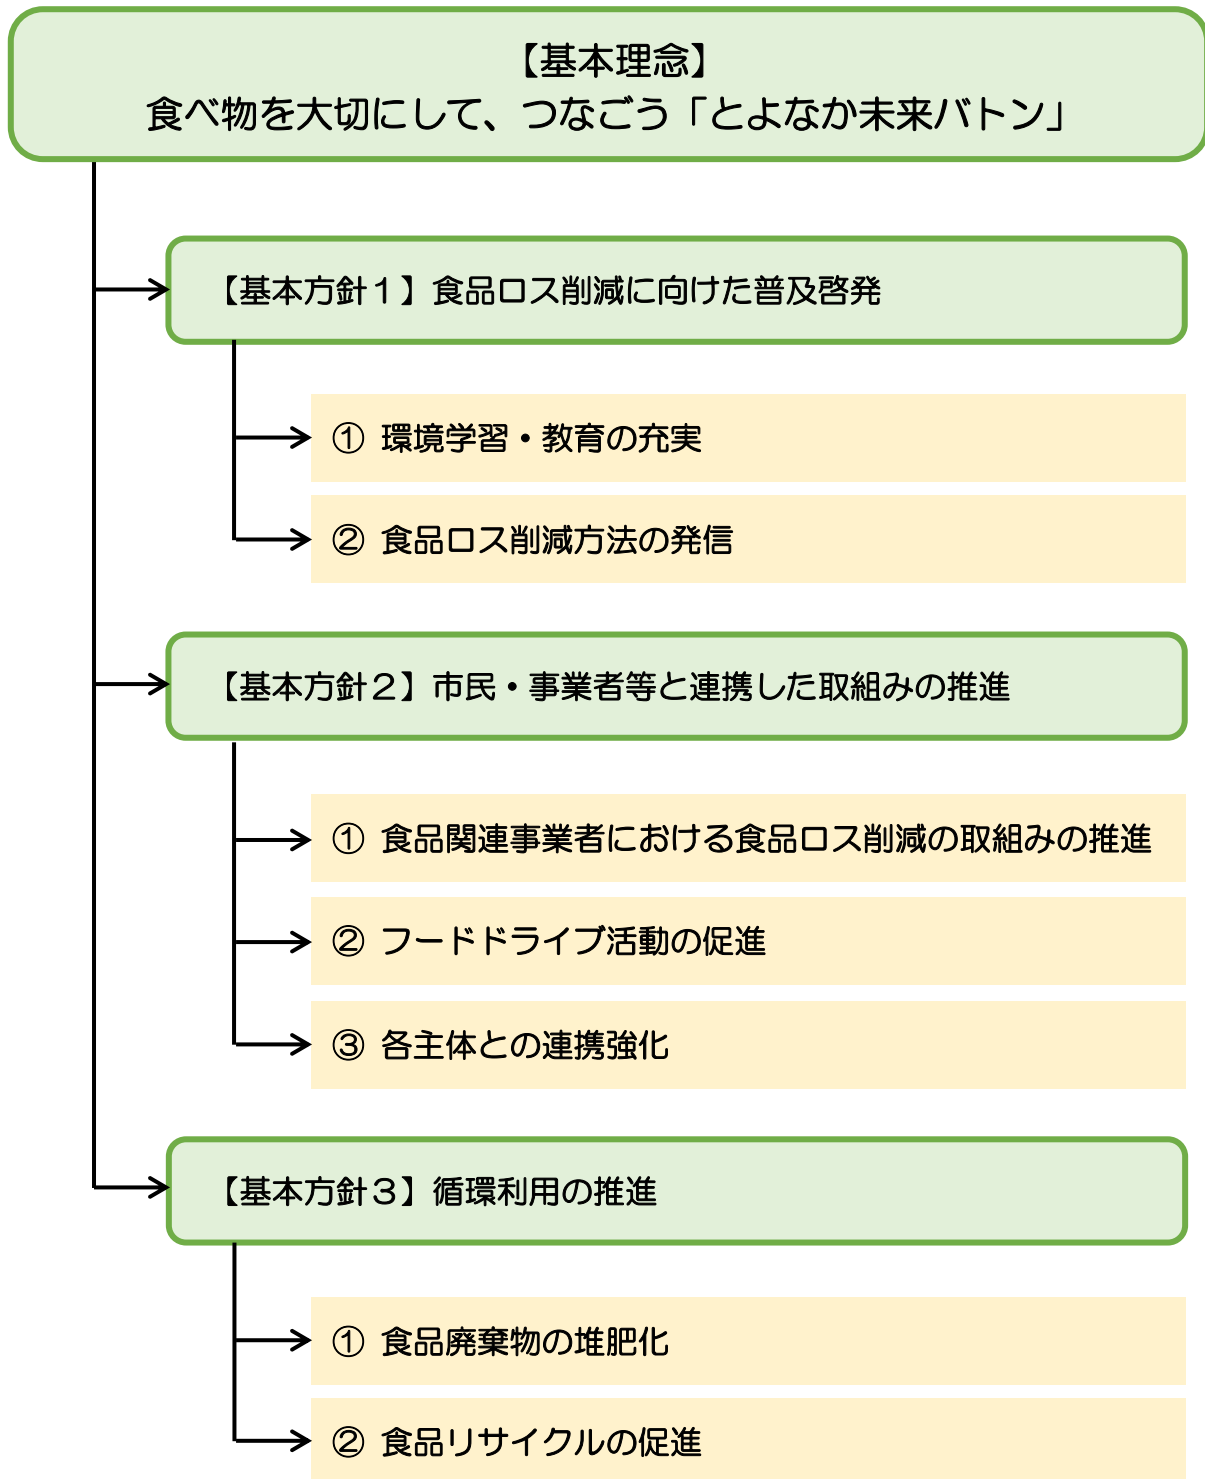 【基本理念】
食べ物を大切にして、つなごう「とよなか未来バトン」
【基本方針１】食品ロス削減に向けた普及啓発
① 環境学習・教育の充実
② 食品ロス削減方法の発信
【基本方針２】市民・事業者等と連携した取組みの推進
① 食品関連事業者における食品ロス削減の取組みの推進
② フードドライブ活動の促進
③ 各主体との連携強化
【基本方針３】循環利用の推進
① 食品廃棄物の堆肥化
② 食品リサイクルの促進